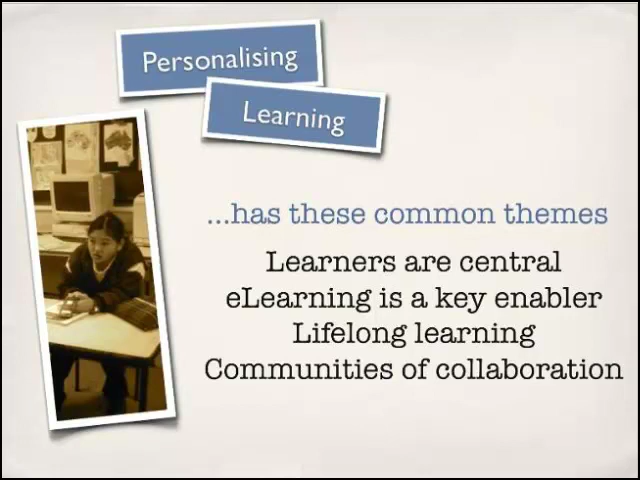 Personalising
Learning
...has these common themes
Learners are central
eLearning is a key enabler
Lifelong learning
Communities of collaboration